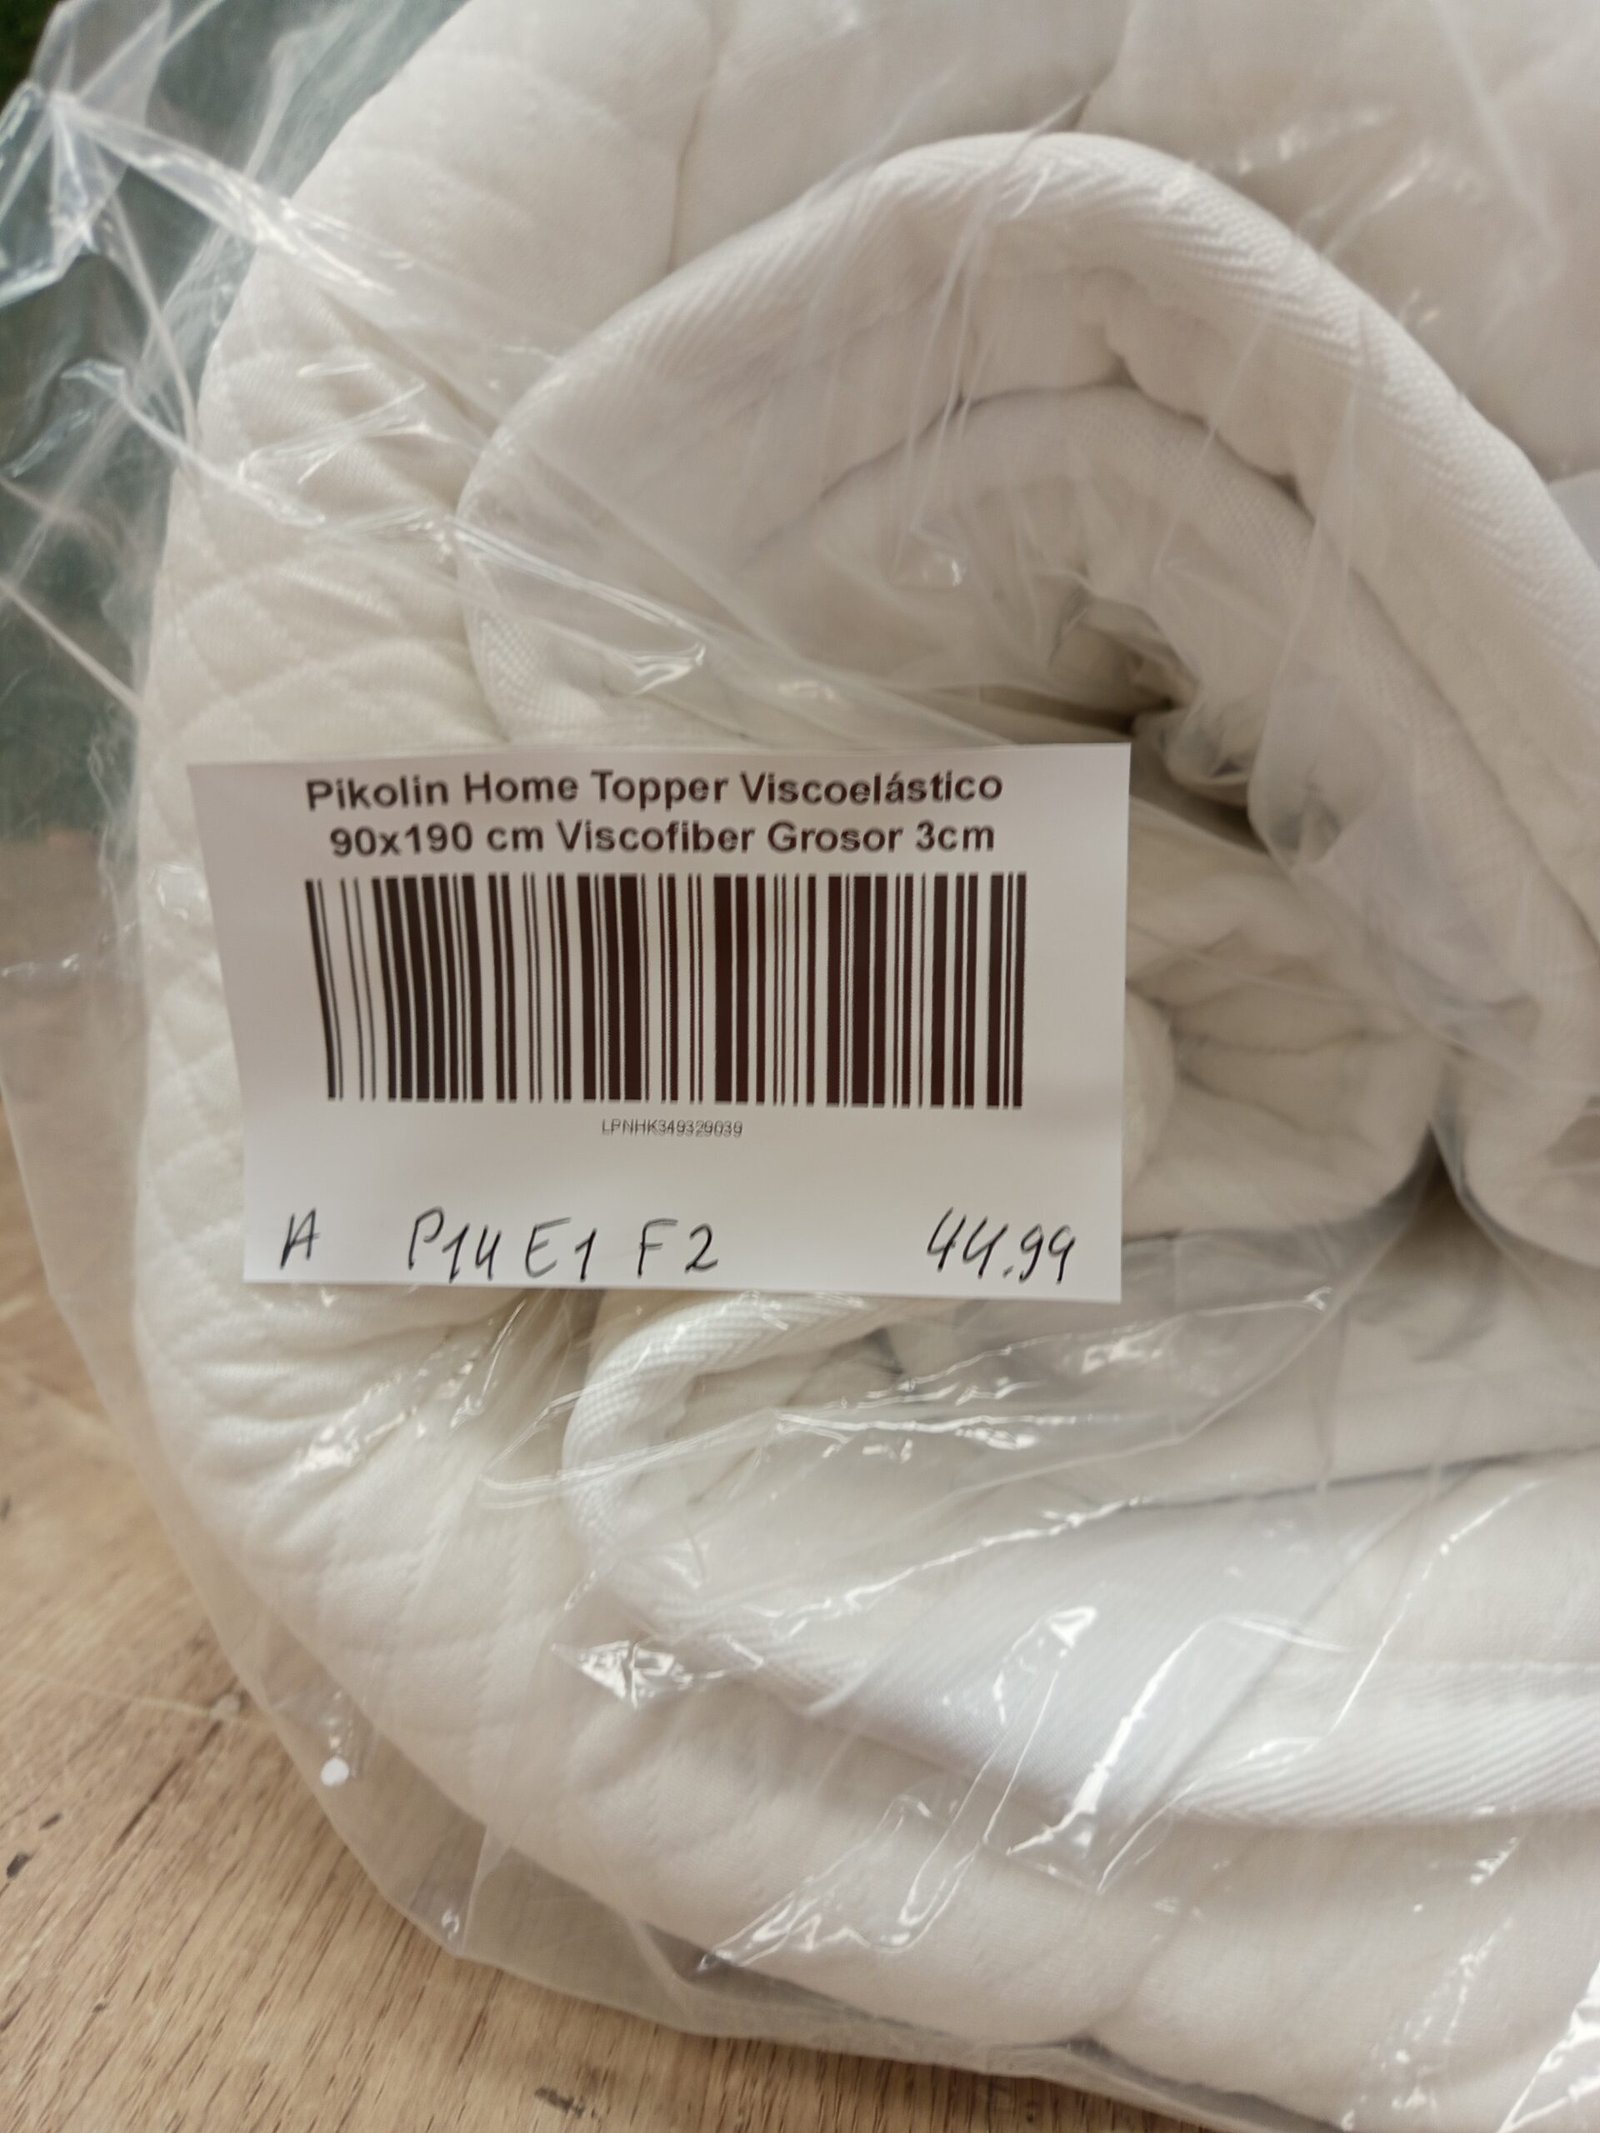 Pikolin Home Topper Viscoelástico
90x190 cm Viscofiber Grosor 3cm
LPNHK349329039
A P14 E1 F2 44.99